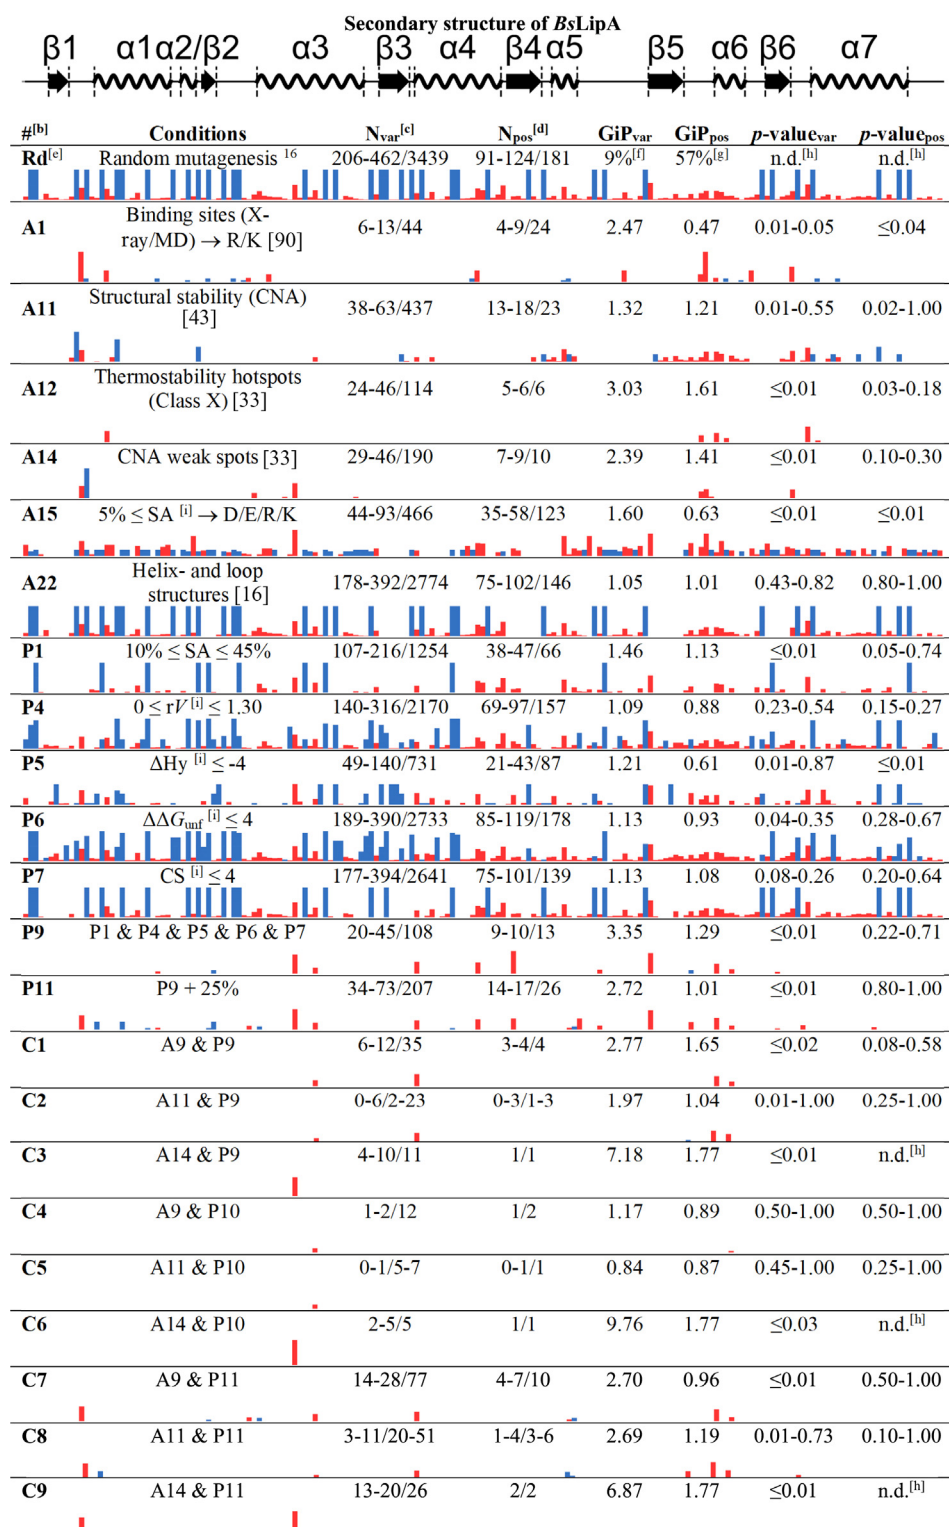 Secondary structure of BsLipA
β1 α1 α2/β2 α3 β3 α4 β4 α5 β5 α6 β6 α7
#[b] Conditions Nvar[c] Npos[d] GiPvar GiPpos p-valuevar p-valuepos
Rd[e] Random mutagenesis 16 206-462/3439 91-124/181 9%[f] 57%[g] n.d.[h] n.d.[h]
Binding sites (X-
A1 6-13/44 4-9/24 2.47 0.47 0.01-0.05 ≤0.04
ray/MD) → R/K [90]
Structural stability (CNA)
A11 38-63/437 13-18/23 1.32 1.21 0.01-0.55 0.02-1.00
[43]
Thermostability hotspots
A12 24-46/114 5-6/6 3.03 1.61 ≤0.01 0.03-0.18
(Class X) [33]
A14 CNA weak spots [33] 29-46/190 7-9/10 2.39 1.41 ≤0.01 0.10-0.30
A15 5% ≤ SA [i] → D/E/R/K 44-93/466 35-58/123 1.60 0.63 ≤0.01 ≤0.01
Helix- and loop
A22 178-392/2774 75-102/146 1.05 1.01 0.43-0.82 0.80-1.00
structures [16]
P1 10% ≤ SA ≤ 45% 107-216/1254 38-47/66 1.46 1.13 ≤0.01 0.05-0.74
P4 0 ≤ rV [i] ≤ 1.30 140-316/2170 69-97/157 1.09 0.88 0.23-0.54 0.15-0.27
P5 ΔHy [i] ≤ -4 49-140/731 21-43/87 1.21 0.61 0.01-0.87 ≤0.01
P6 ΔΔGunf [i] ≤ 4 189-390/2733 85-119/178 1.13 0.93 0.04-0.35 0.28-0.67
P7 CS [i] ≤ 4 177-394/2641 75-101/139 1.13 1.08 0.08-0.26 0.20-0.64
P9 P1 & P4 & P5 & P6 & P7 20-45/108 9-10/13 3.35 1.29 ≤0.01 0.22-0.71
P11 P9 + 25% 34-73/207 14-17/26 2.72 1.01 ≤0.01 0.80-1.00
C1 A9 & P9 6-12/35 3-4/4 2.77 1.65 ≤0.02 0.08-0.58
C2 A11 & P9 0-6/2-23 0-3/1-3 1.97 1.04 0.01-1.00 0.25-1.00
C3 A14 & P9 4-10/11 1/1 7.18 1.77 ≤0.01 n.d.[h]
C4 A9 & P10 1-2/12 1/2 1.17 0.89 0.50-1.00 0.50-1.00
C5 A11 & P10 0-1/5-7 0-1/1 0.84 0.87 0.45-1.00 0.25-1.00
C6 A14 & P10 2-5/5 1/1 9.76 1.77 ≤0.03 n.d.[h]
C7 A9 & P11 14-28/77 4-7/10 2.70 0.96 ≤0.01 0.50-1.00
C8 A11 & P11 3-11/20-51 1-4/3-6 2.69 1.19 0.01-0.73 0.10-1.00
C9 A14 & P11 13-20/26 2/2 6.87 1.77 ≤0.01 n.d.[h]